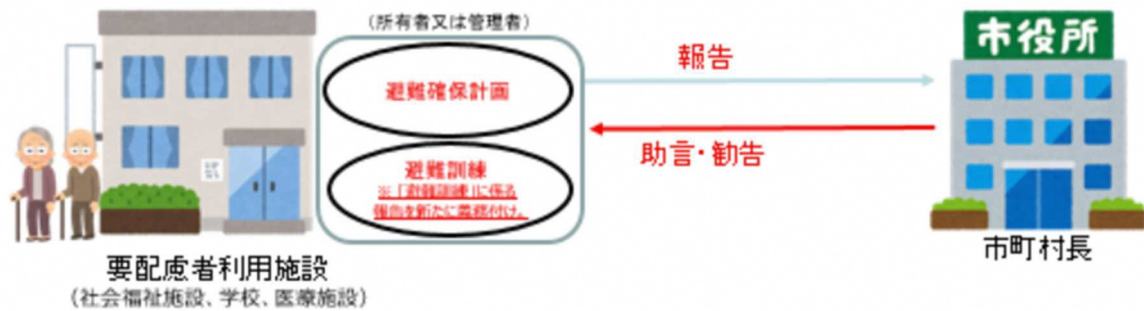 (所有者又は管理者)
避難確保計画
避難訓練
※「避難訓練」に係る
報告を新たに義務付け。
報告
助言・勧告
市役所
市町村長
要配慮者利用施設
(社会福祉施設、学校、医療施設)